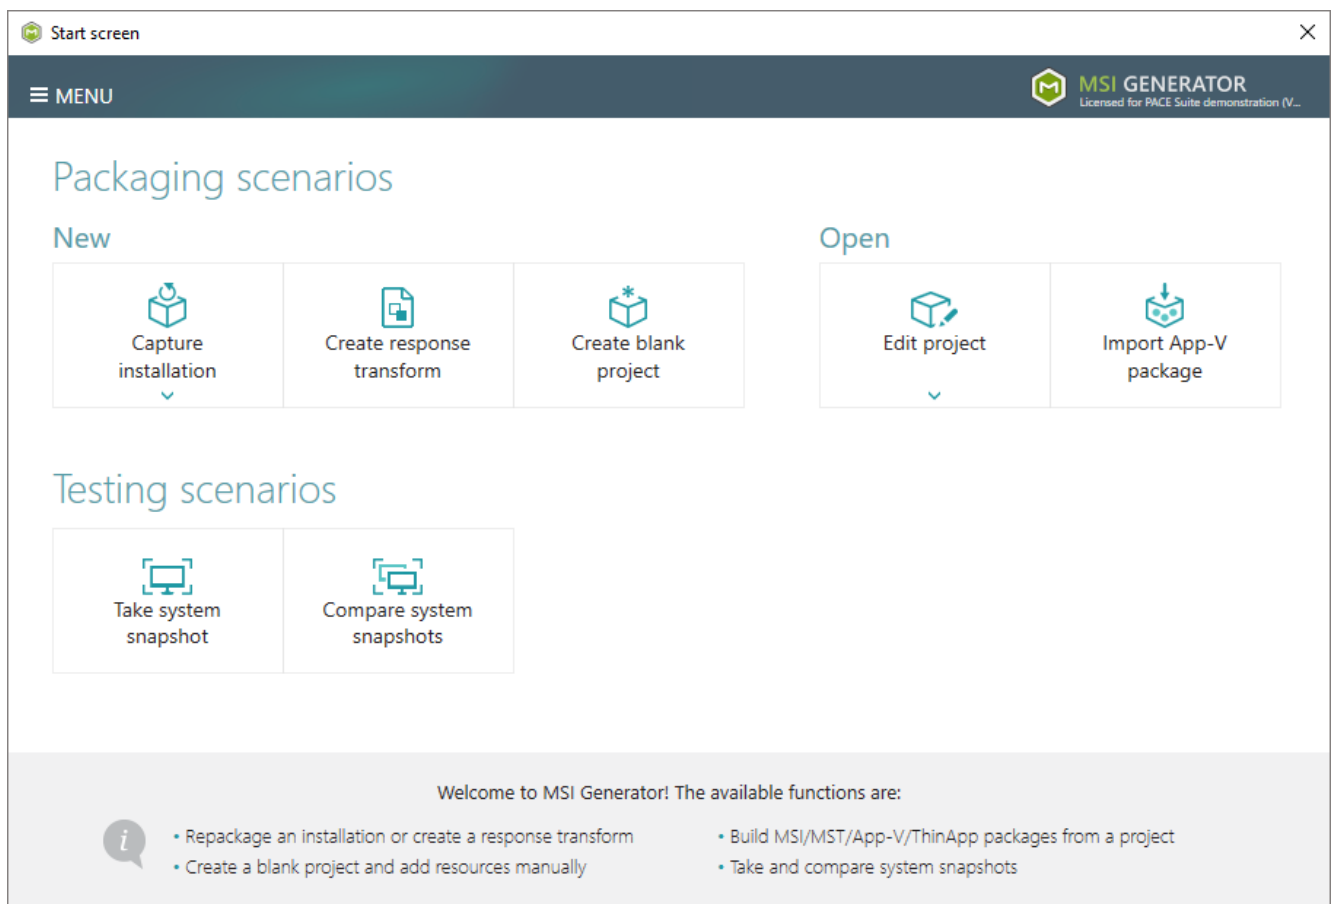 Start screen
MENU
MSI GENERATOR
Licensed for PACE Suite demonstration (V...
Packaging scenarios
New
Open
Capture
installation
Create response
transform
Create blank
project
Edit project
Import App-V
package
Testing scenarios
Take system
snapshot
Compare system
snapshots
Welcome to MSI Generator! The available functions are:
• Repackage an installation or create a response transform
• Create a blank project and add resources manually
• Build MSI/MST/App-V/ThinApp packages from a project
• Take and compare system snapshots